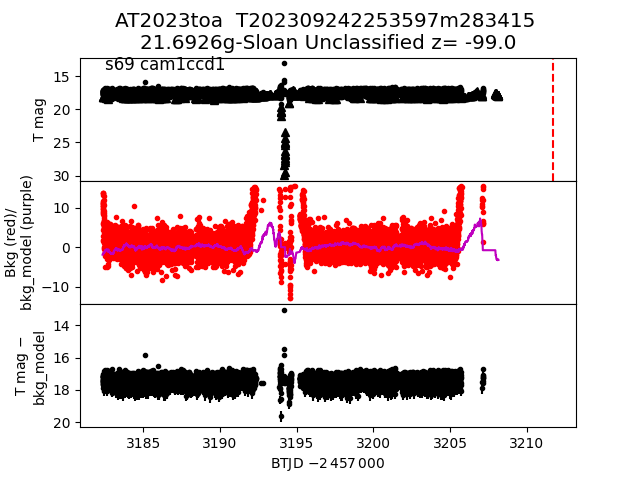 AT2023toa  T202309242253597m283415
21.6926g-Sloan Unclassified z= -99.0
s69 cam1ccd1
T mag
15
20
25
30
Bkg (red)/
bkg_model (purple)
10
0
−10
T mag −
bkg_model
14
16
18
20
3185
3190
3195
3200
3205
3210
BTJD −2 457 000